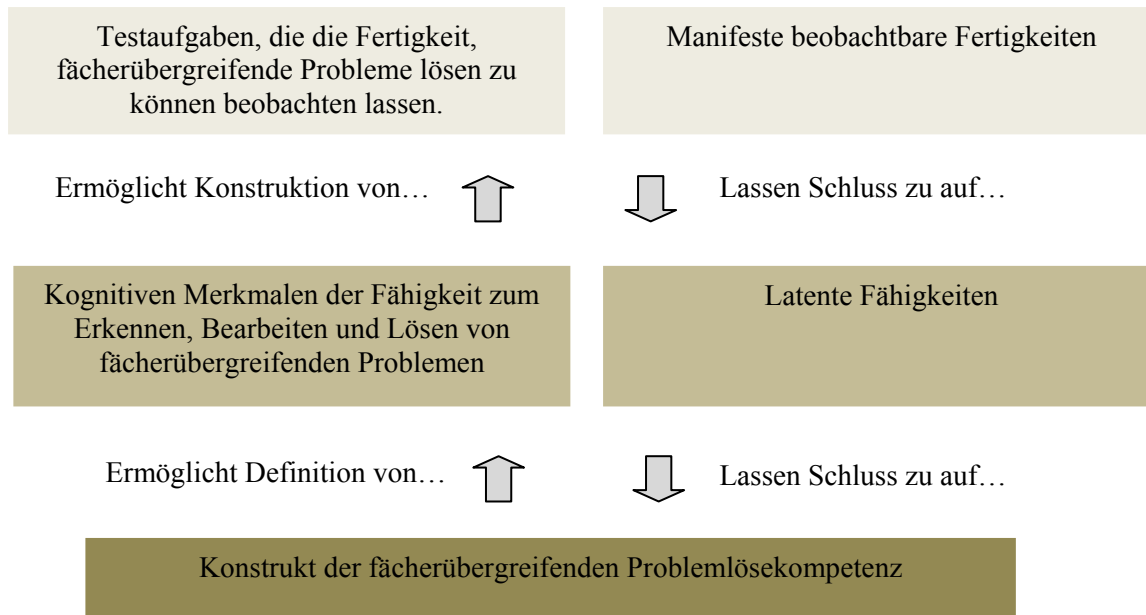 Testaufgaben, die die Fertigkeit,
fächerübergreifende Probleme lösen zu
können beobachten lassen.
Manifeste beobachtbare Fertigkeiten
Ermöglicht Konstruktion von…
Lassen Schluss zu auf…
Kognitiven Merkmalen der Fähigkeit zum
Erkennen, Bearbeiten und Lösen von
fächerübergreifenden Problemen
Latente Fähigkeiten
Ermöglicht Definition von…
Lassen Schluss zu auf…
Konstrukt der fächerübergreifenden Problemlösekompetenz